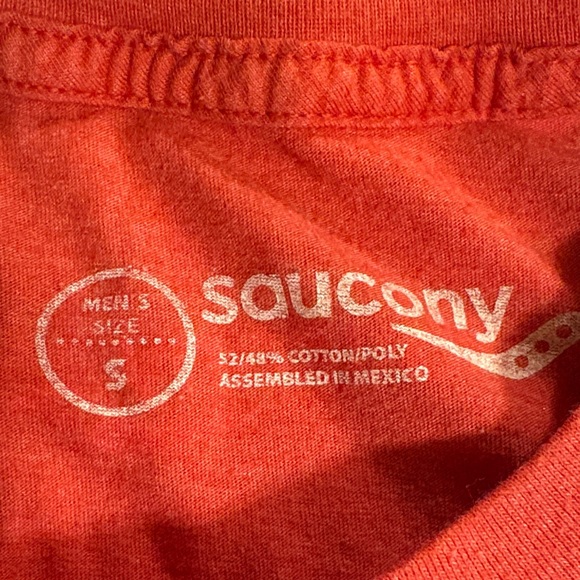 MEN'S
SIZE
S
saucony
52/48% COTTON/POLY
ASSEMBLED IN MEXICO